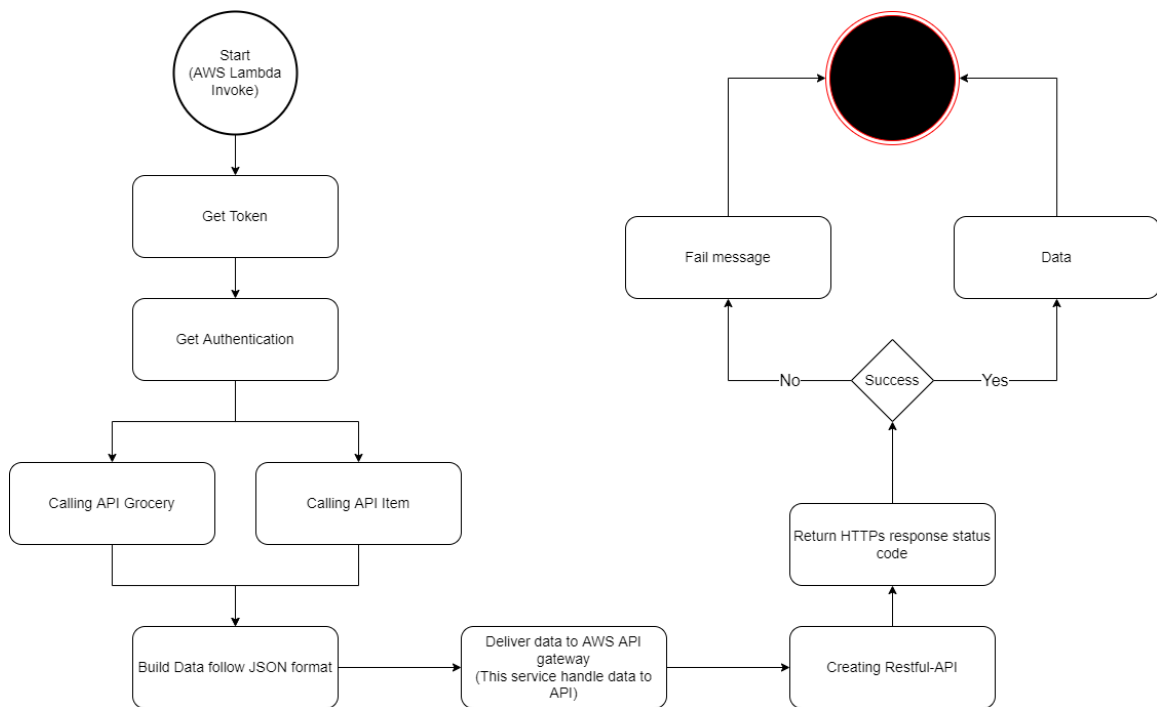 Start
(AWS Lambda
Invoke)
Get Token
Get Authentication
Calling API Grocery
Calling API Item
Build Data follow JSON format
Deliver data to AWS API
gateway
(This service handle data to
API)
Creating Restful-API
Return HTTPs response status
code
Success
No
Yes
Fail message
Data